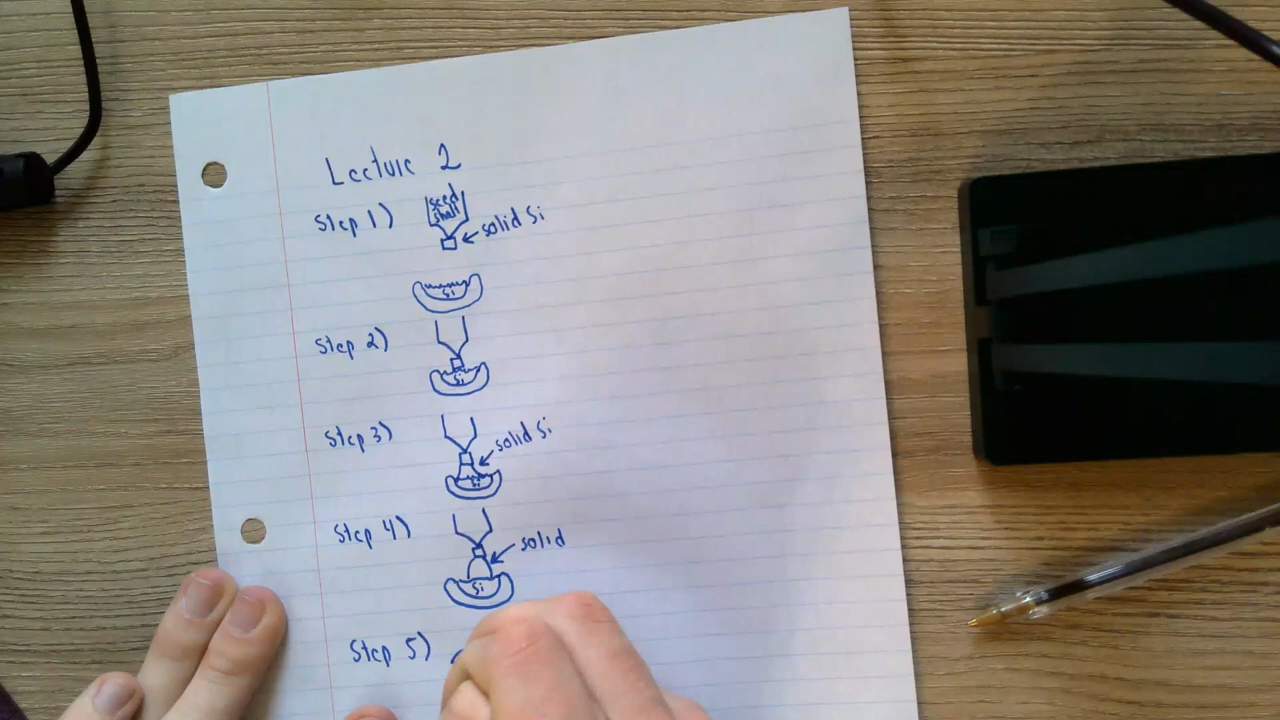 Lecture 2
Step 1) seed
shaft
solid Si
Si
Step 2)
Si
Step 3) solid Si
Si
Step 4) solid
Si
Step 5)